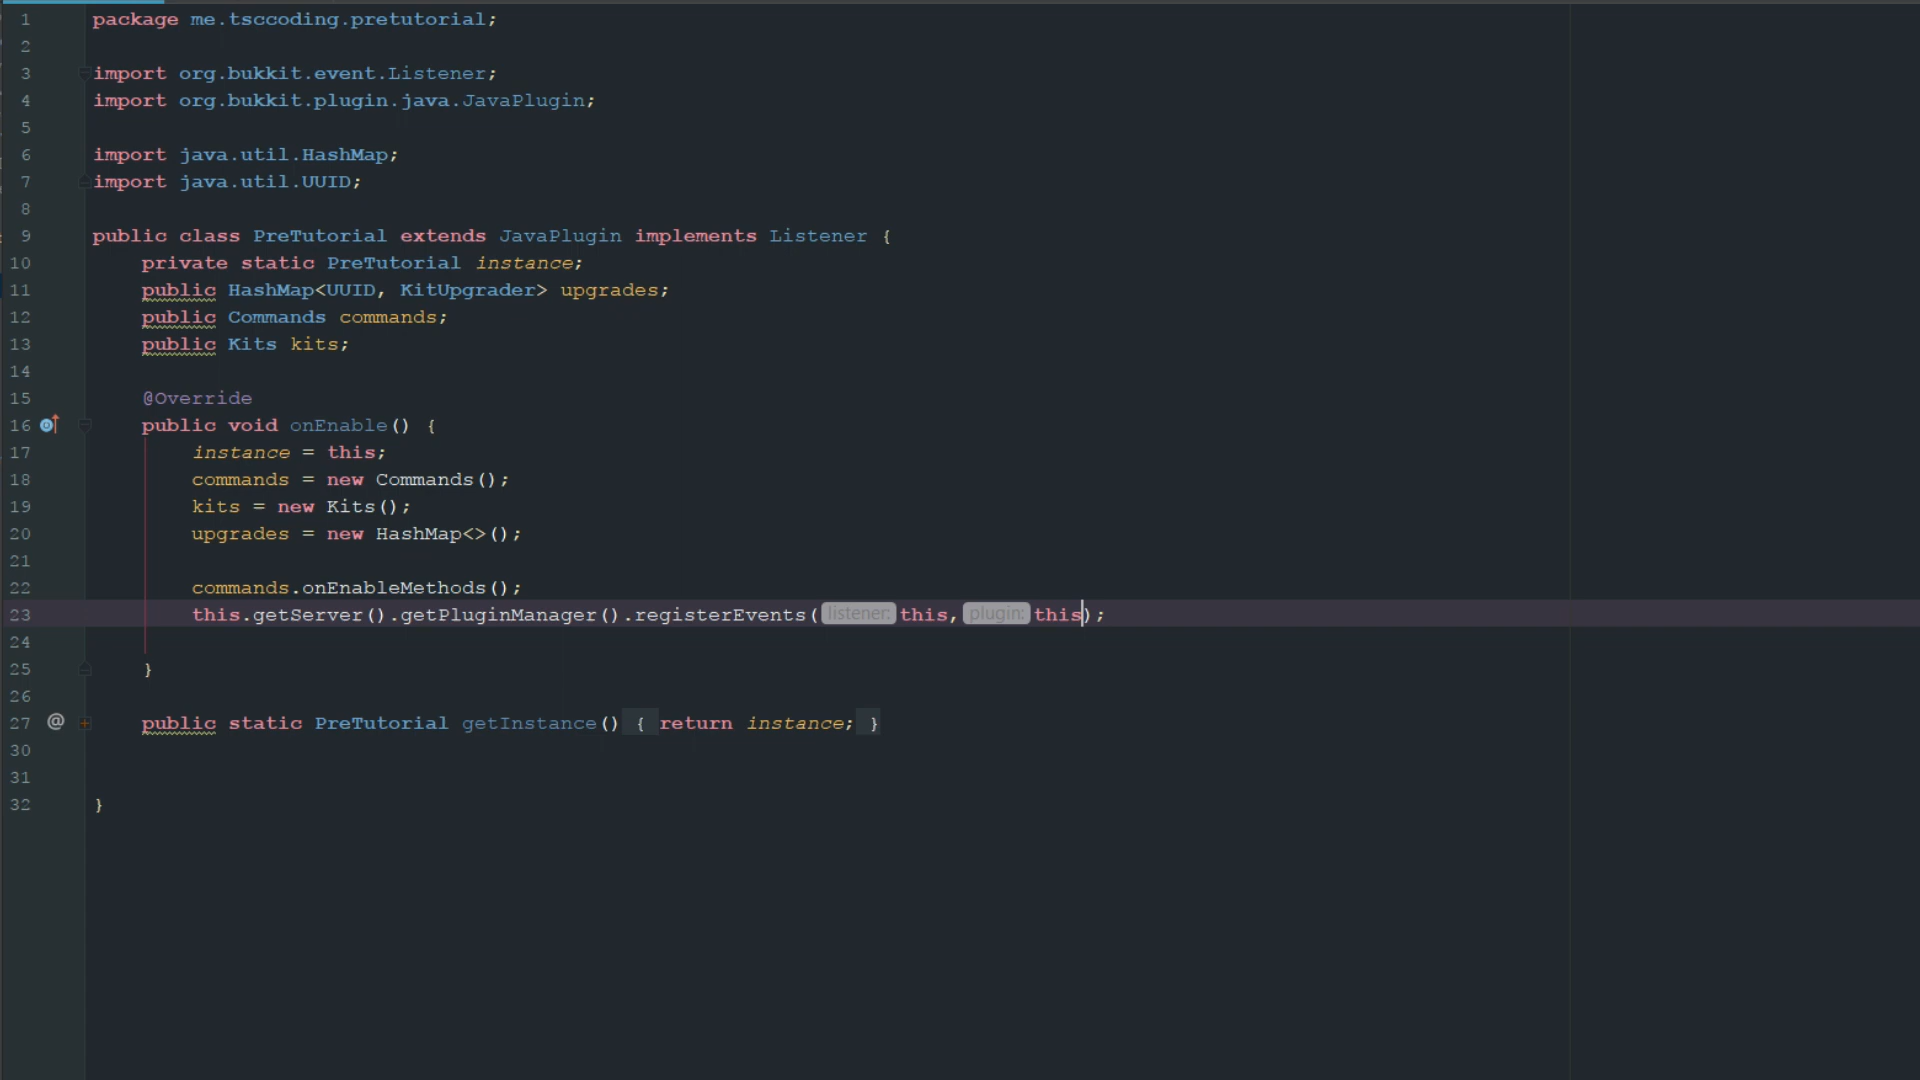 1 package me.tsccoding.pretutorial;
2
3 import org.bukkit.event.Listener;
4 import org.bukkit.plugin.java.JavaPlugin;
5
6 import java.util.HashMap;
7 import java.util.UUID;
8
9 public class PreTutorial extends JavaPlugin implements Listener {
10 private static PreTutorial instance;
11 public HashMap<UUID, KitUpgrader> upgrades;
12 public Commands commands;
13 public Kits kits;
14
15 @Override
16 public void onEnable() {
17 instance = this;
18 commands = new Commands();
19 kits = new Kits();
20 upgrades = new HashMap<>();
21
22 commands.onEnableMethods();
23 this.getServer().getPluginManager().registerEvents( listener: this, plugin: this);
24
25 }
26
27 @ public static PreTutorial getInstance() { return instance; }
30
31
32 }